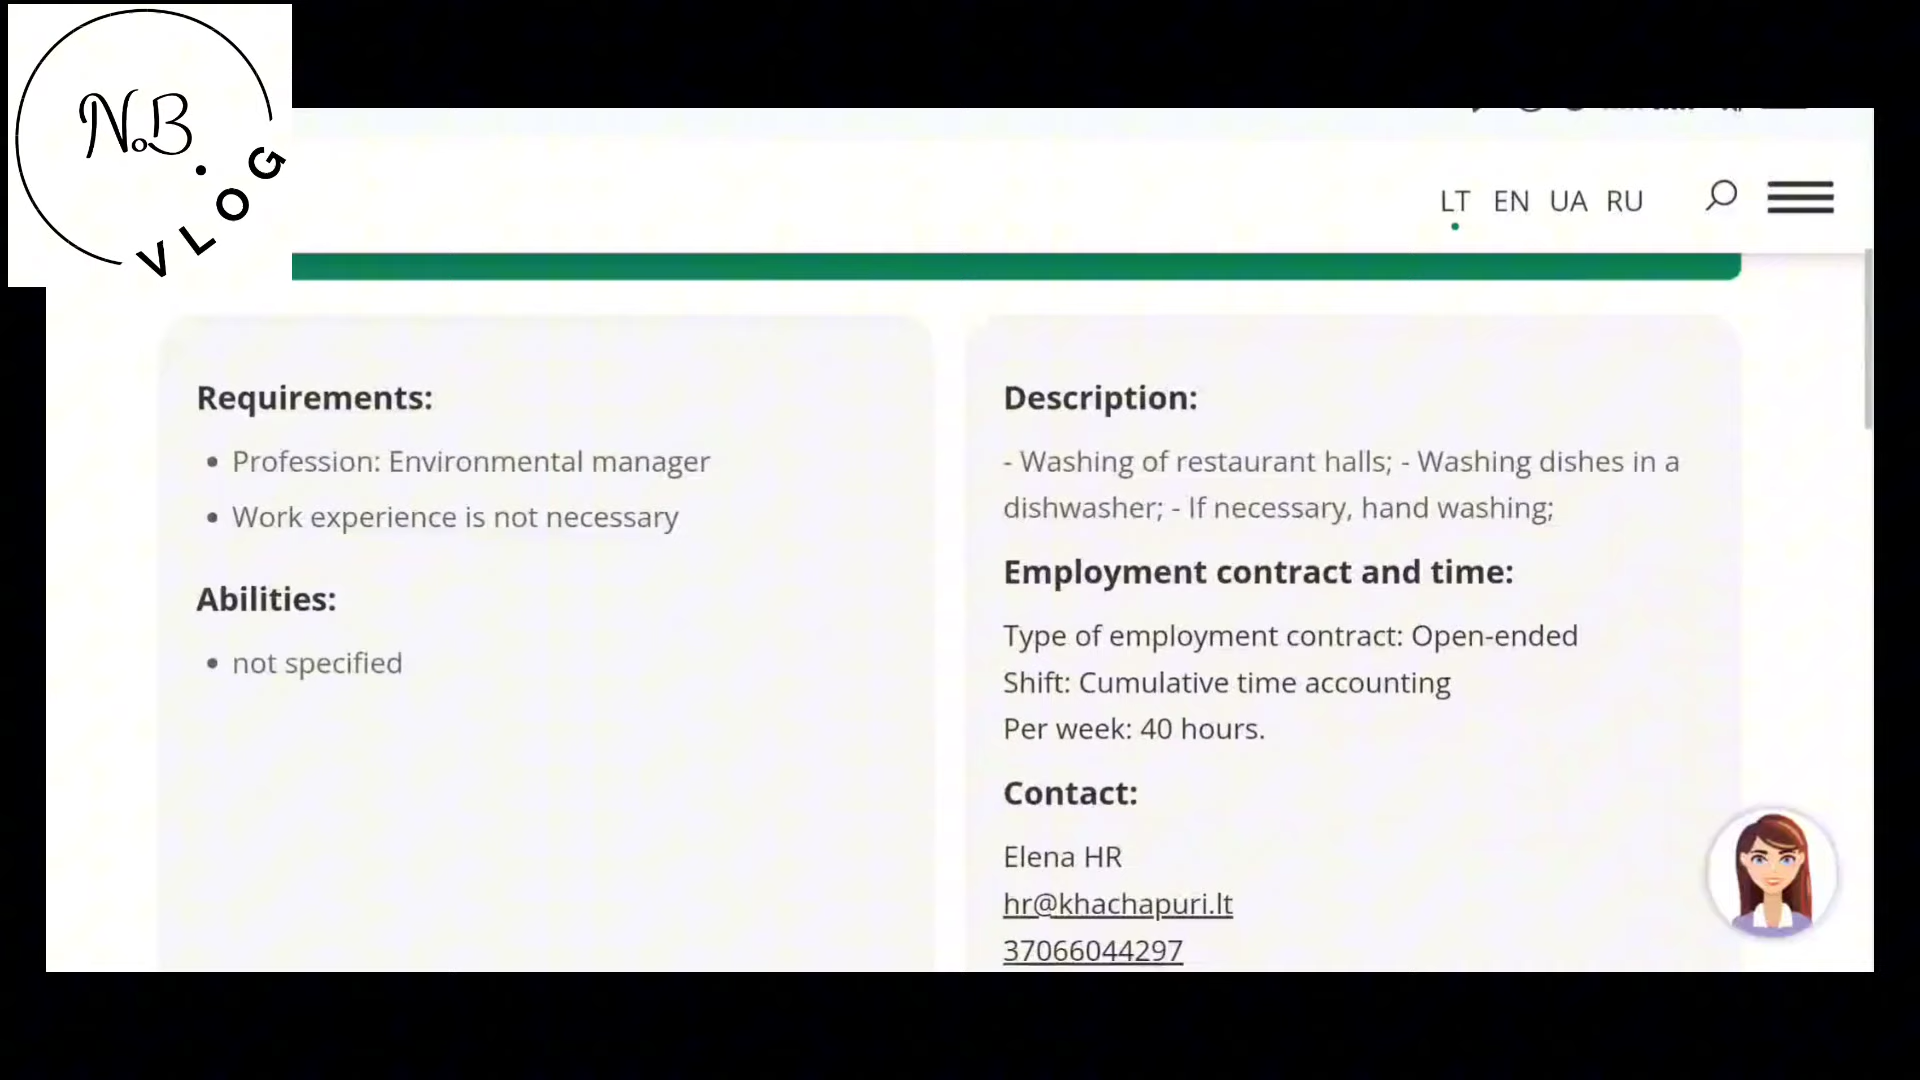 N.B.
VLOG
LT EN UA RU
Requirements:
• Profession: Environmental manager
• Work experience is not necessary
Abilities:
• not specified
Description:
- Washing of restaurant halls; - Washing dishes in a
dishwasher; - If necessary, hand washing;
Employment contract and time:
Type of employment contract: Open-ended
Shift: Cumulative time accounting
Per week: 40 hours.
Contact:
Elena HR
hr@khachapuri.lt
37066044297